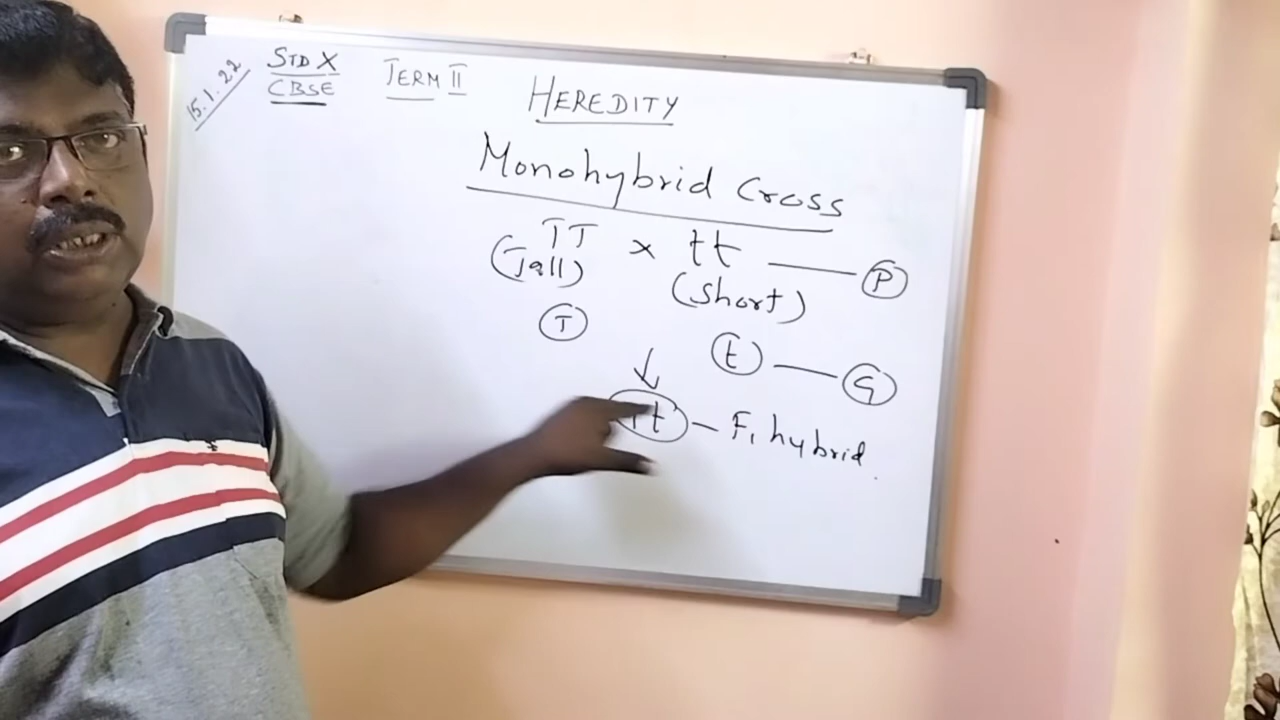 15.1.22
STD X
CBSE
TERM II
HEREDITY
Monohybrid Cross
TT x tt — P
(Tall) (Short)
T
t — G
Tt — F1 hybrid